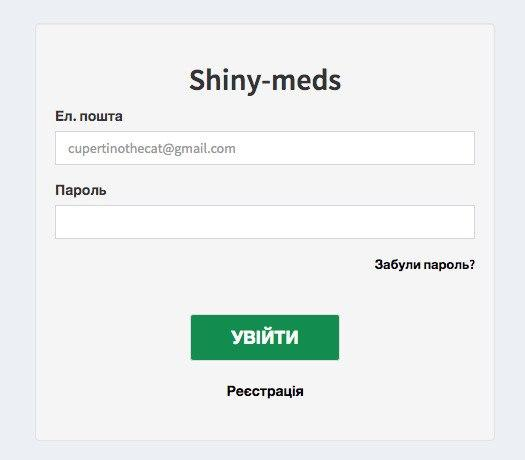 Shiny-meds
Ел. пошта
cupertinothecat@gmail.com
Пароль
Забули пароль?
УВІЙТИ
Реєстрація